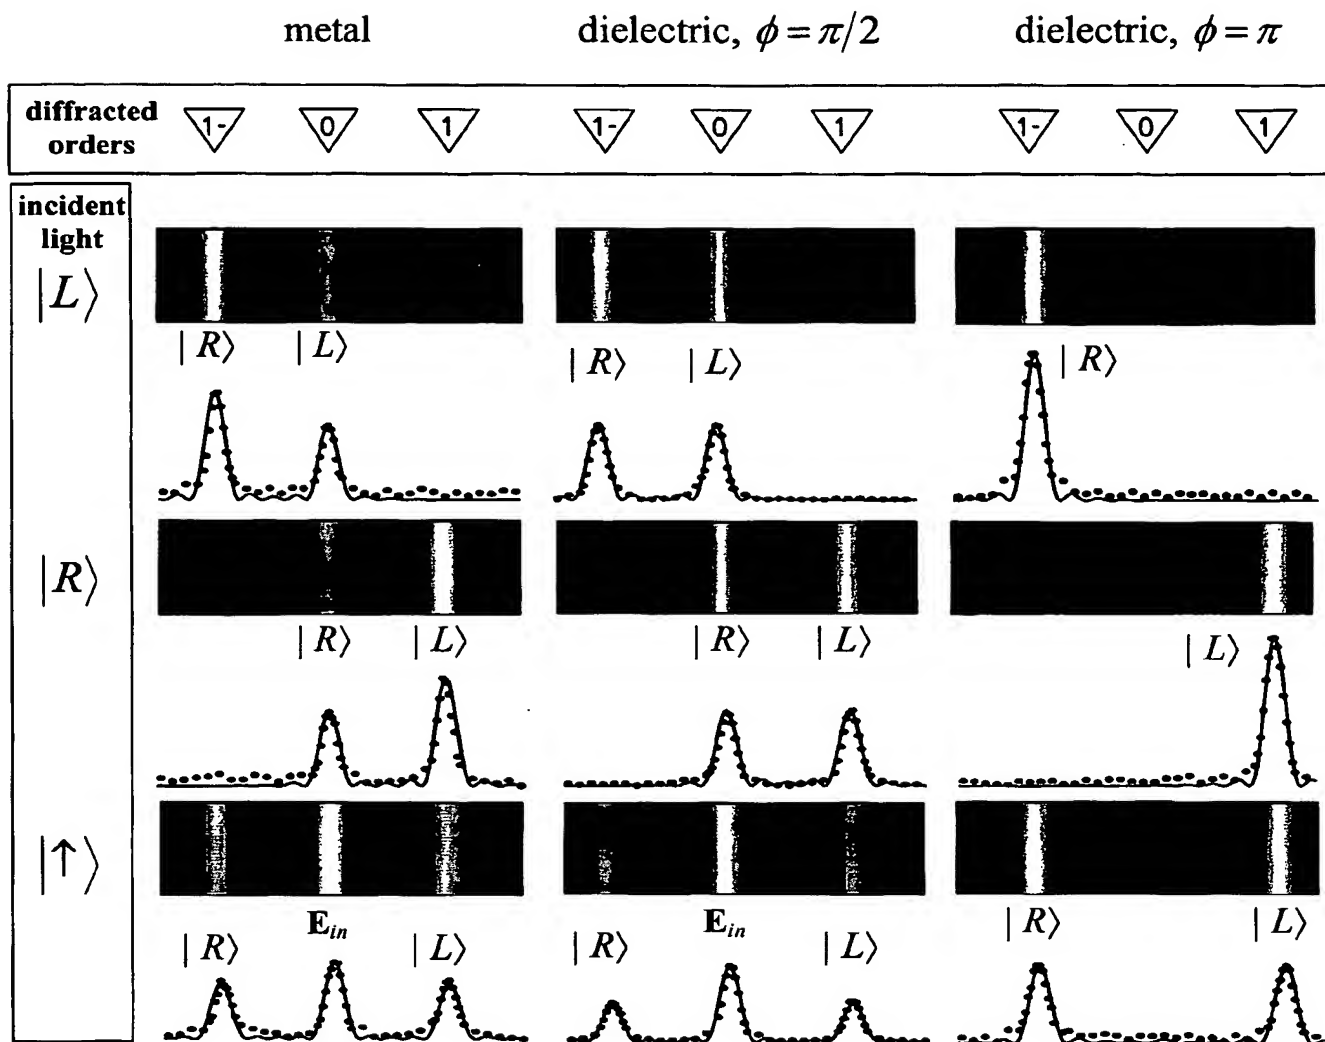 metal dielectric, ϕ = π/2 dielectric, ϕ = π
diffracted orders 1- 0 1 1- 0 1 1- 0 1
incident
light
|L⟩
|R⟩ |L⟩ |R⟩ |L⟩ |R⟩
|R⟩
|R⟩ |L⟩ |R⟩ |L⟩ |L⟩
|↑⟩
E_in E_in
|R⟩ |L⟩ |R⟩ |L⟩ |R⟩ |L⟩